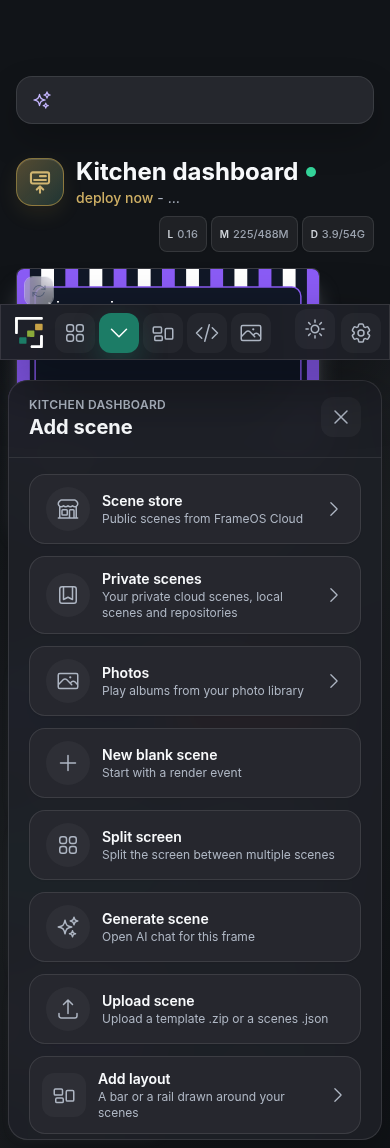 Kitchen dashboard
deploy now - ...
L 0.16 M 225/488M D 3.9/54G
KITCHEN DASHBOARD
Add scene
Scene store
Public scenes from FrameOS Cloud
Private scenes
Your private cloud scenes, local
scenes and repositories
Photos
Play albums from your photo library
New blank scene
Start with a render event
Split screen
Split the screen between multiple scenes
Generate scene
Open AI chat for this frame
Upload scene
Upload a template .zip or a scenes .json
Add layout
A bar or a rail drawn around your
scenes